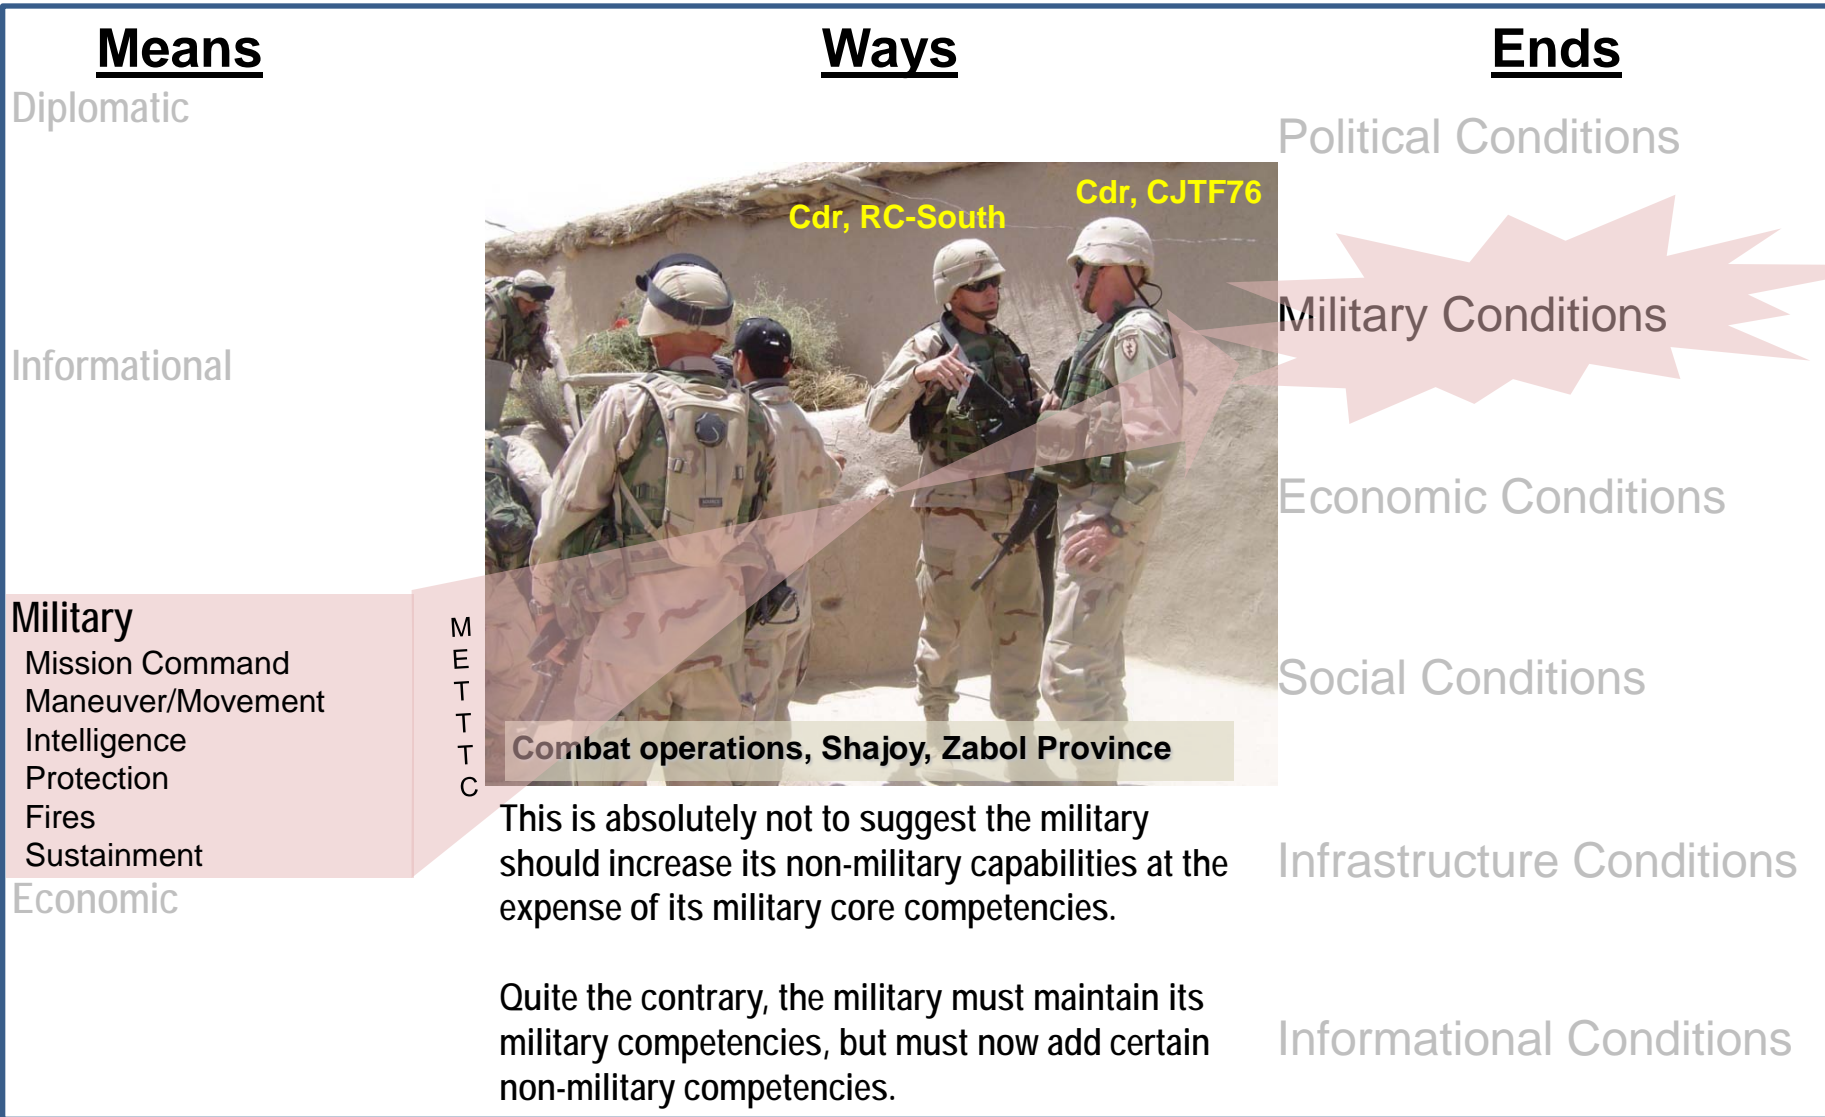 Means
Ways
Ends
Diplomatic
Informational
Military
Mission Command
Maneuver/Movement
Intelligence
Protection
Fires
Sustainment
Economic
M
E
T
T
T
C
Cdr, RC-South
Cdr, CJTF76
Combat operations, Shajoy, Zabol Province
This is absolutely not to suggest the military
should increase its non-military capabilities at the
expense of its military core competencies.
Quite the contrary, the military must maintain its
military competencies, but must now add certain
non-military competencies.
Political Conditions
Military Conditions
Economic Conditions
Social Conditions
Infrastructure Conditions
Informational Conditions